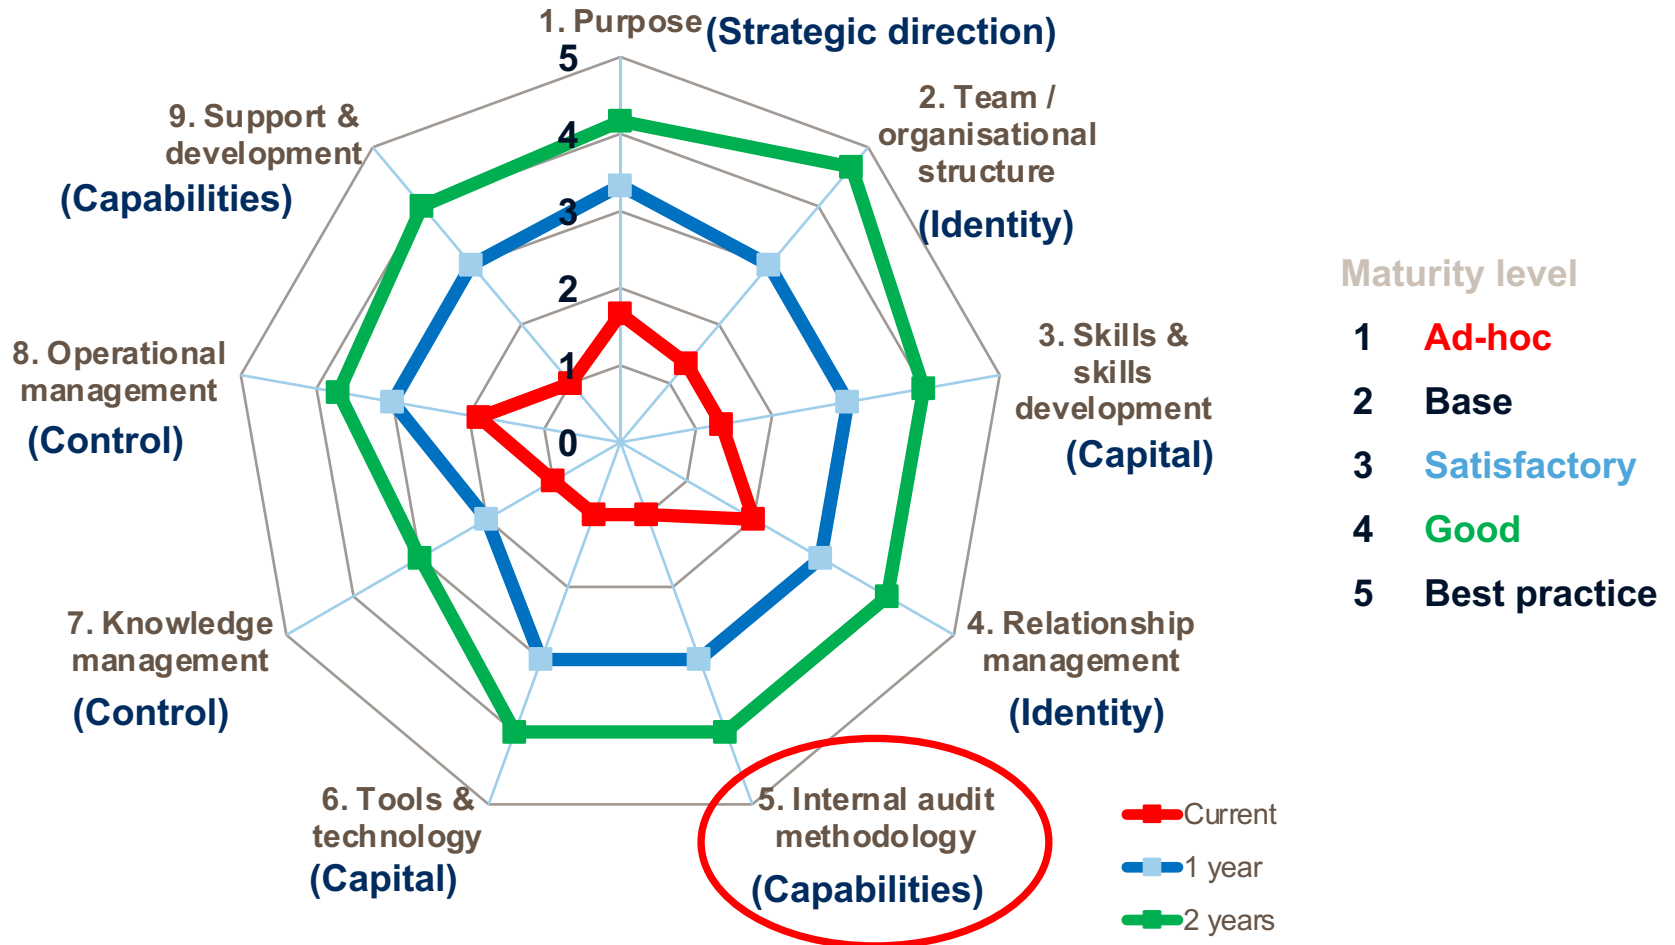 1. Purpose (Strategic direction)
5
4
3
2
1
0
2. Team /
organisational
structure
(Identity)
3. Skills &
skills
development
(Capital)
4. Relationship
management
(Identity)
5. Internal audit
methodology
(Capabilities)
6. Tools &
technology
(Capital)
7. Knowledge
management
(Control)
8. Operational
management
(Control)
9. Support &
development
(Capabilities)
Maturity level
1 Ad-hoc
2 Base
3 Satisfactory
4 Good
5 Best practice
Current
1 year
2 years